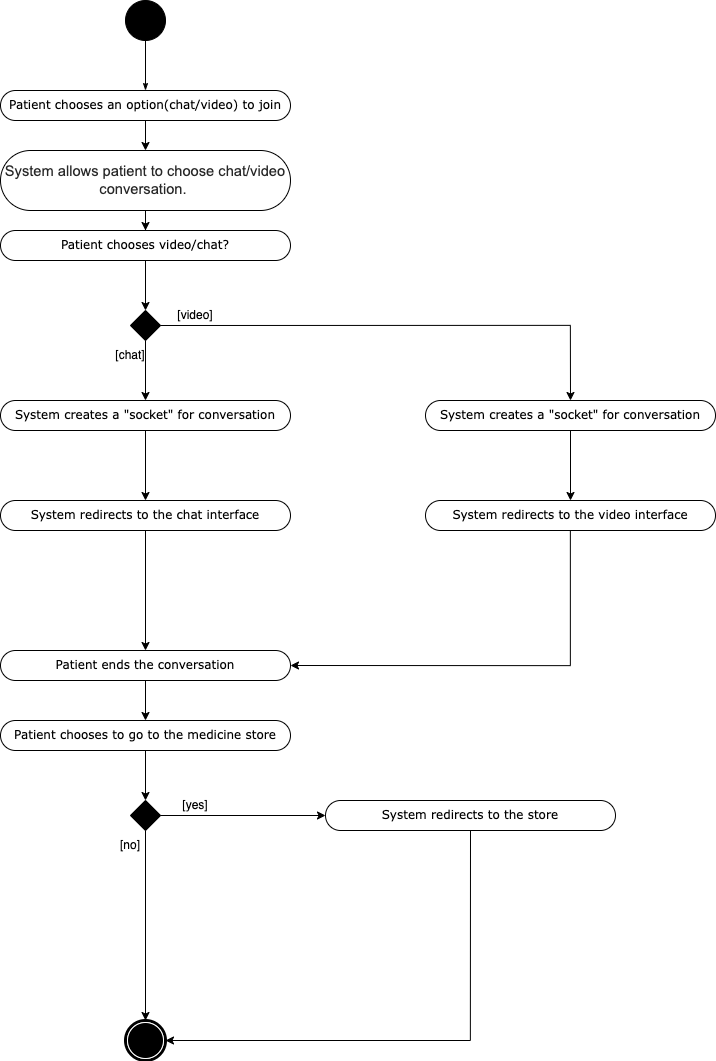 Patient chooses an option(chat/video) to join
System allows patient to choose chat/video
conversation.
Patient chooses video/chat?
[video]
[chat]
System creates a "socket" for conversation
System creates a "socket" for conversation
System redirects to the chat interface
System redirects to the video interface
Patient ends the conversation
Patient chooses to go to the medicine store
[yes]
System redirects to the store
[no]